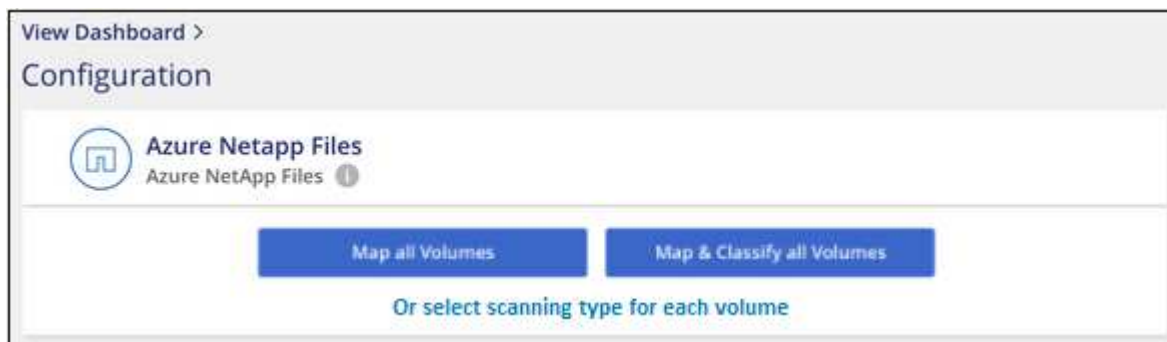 View Dashboard >
Configuration
Azure Netapp Files
Azure NetApp Files i
Map all Volumes
Map & Classify all Volumes
Or select scanning type for each volume